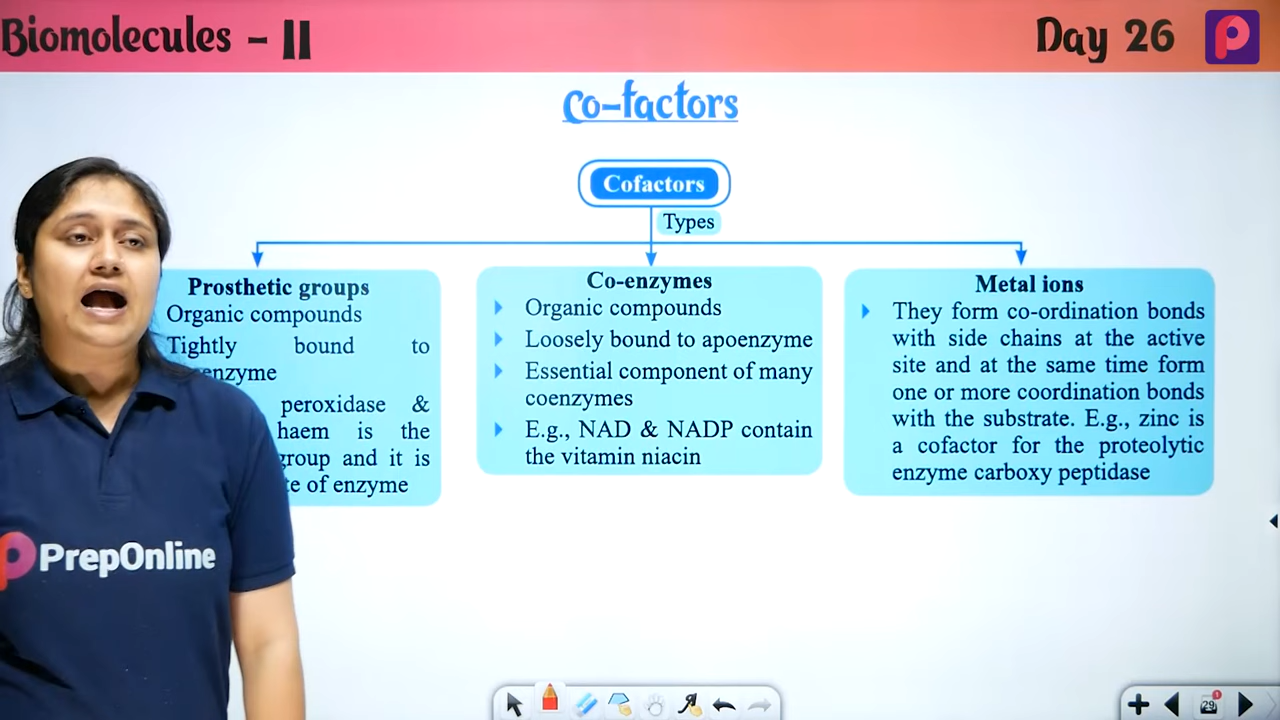 Biomolecules - II
Day 26
Co-factors
Cofactors
Types
Prosthetic groups
Organic compounds
Tightly bound to
peroxidase &
haem is the
group and it is
of enzyme
Co-enzymes
Organic compounds
Loosely bound to apoenzyme
Essential component of many
coenzymes
E.g., NAD & NADP contain
the vitamin niacin
Metal ions
They form co-ordination bonds
with side chains at the active
site and at the same time form
one or more coordination bonds
with the substrate. E.g., zinc is
a cofactor for the proteolytic
enzyme carboxy peptidase
PrepOnline
29
1